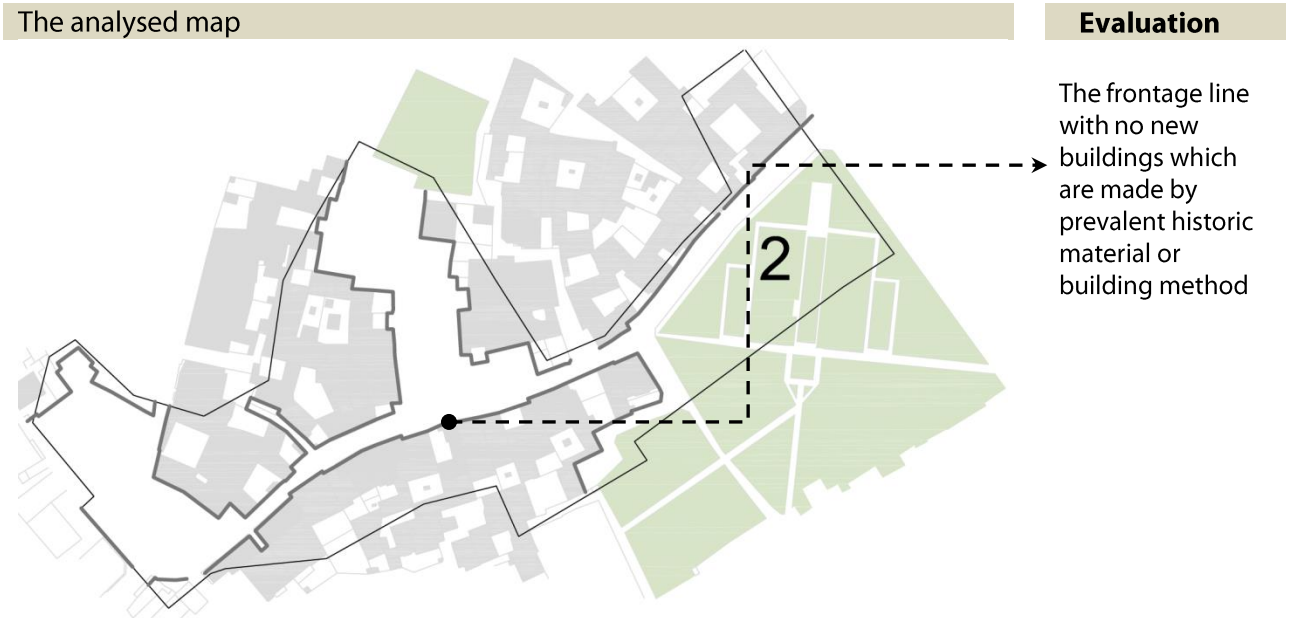 The analysed map
Evaluation
The frontage line
with no new
buildings which
are made by
prevalent historic
material or
building method
2